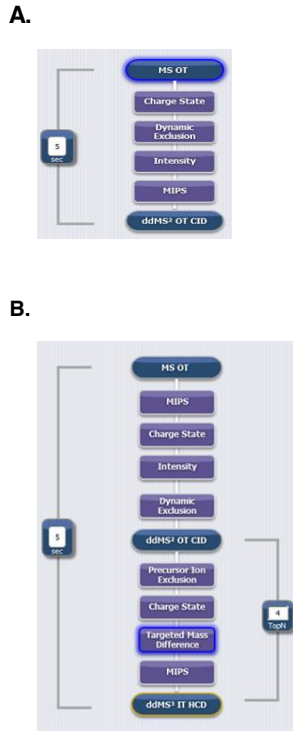 A.
MS OT
Charge State
Dynamic
Exclusion
5
sec
Intensity
MIPS
ddMS² OT CID
B.
MS OT
MIPS
Charge State
Intensity
Dynamic
Exclusion
5
sec
ddMS² OT CID
Precursor Ion
Exclusion
Charge State
4
TopN
Targeted Mass
Difference
MIPS
ddMS³ IT HCD